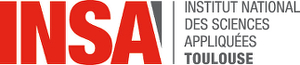 INSA
INSTITUT NATIONAL
DES SCIENCES
APPLIQUÉES
TOULOUSE